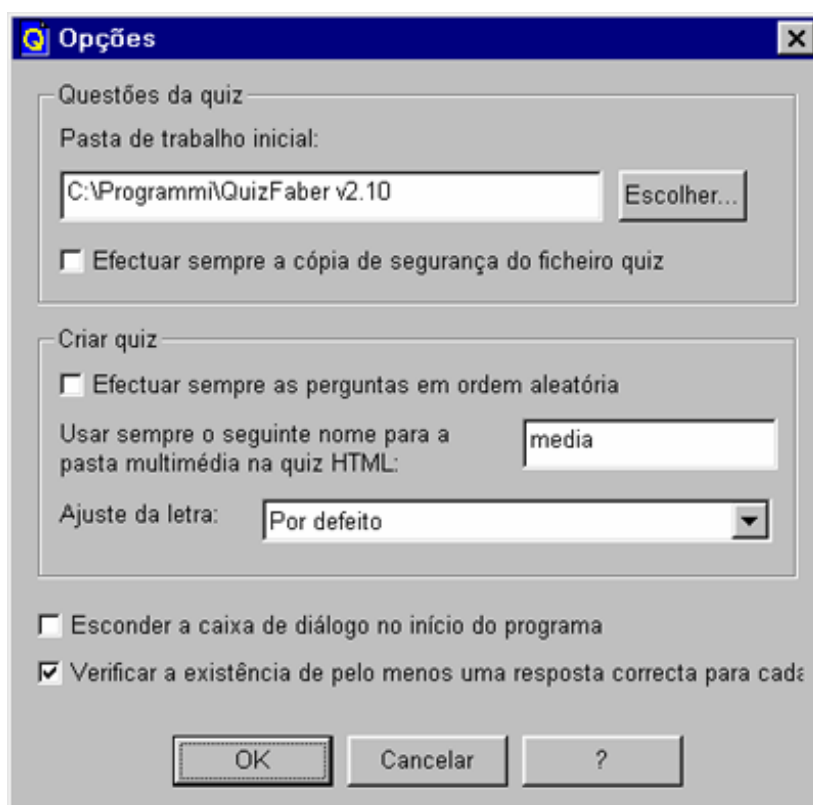 Opções
Questões da quiz
Pasta de trabalho inicial:
C:\Programmi\QuizFaber v2.10
Escolher...
Efectuar sempre a cópia de segurança do ficheiro quiz
Criar quiz
Efectuar sempre as perguntas em ordem aleatória
Usar sempre o seguinte nome para a
pasta multimédia na quiz HTML:
media
Ajuste da letra:
Por defeito
Esconder a caixa de diálogo no início do programa
Verificar a existência de pelo menos uma resposta correcta para cada
OK
Cancelar
?